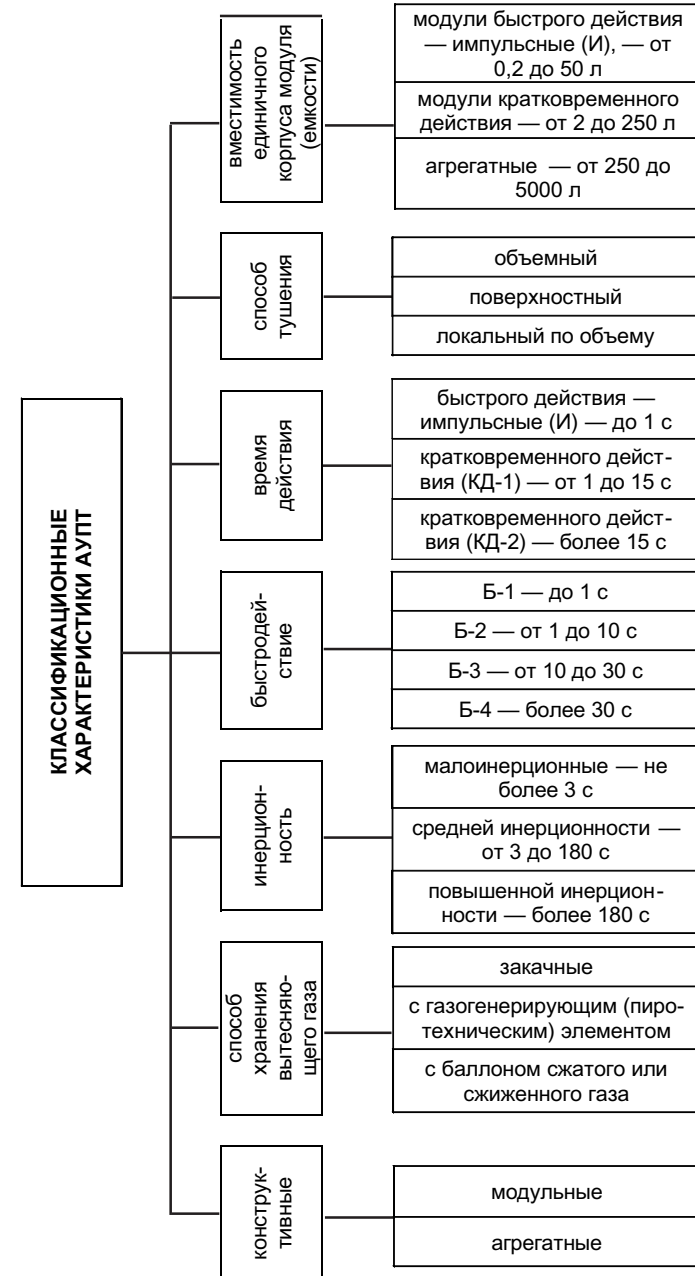 КЛАССИФИКАЦИОННЫЕ
ХАРАКТЕРИСТИКИ АУПТ
вместимость
единичного
корпуса модуля
(емкости)
модули быстрого действия
— импульсные (И), — от
0,2 до 50 л
модули кратковременного
действия — от 2 до 250 л
агрегатные — от 250 до
5000 л
способ
тушения
объемный
поверхностный
локальный по объему
время
действия
быстрого действия —
импульсные (И) — до 1 с
кратковременного дейст-
вия (КД-1) — от 1 до 15 с
кратковременного дейст-
вия (КД-2) — более 15 с
быстродей-
ствие
Б-1 — до 1 с
Б-2 — от 1 до 10 с
Б-3 — от 10 до 30 с
Б-4 — более 30 с
инерцион-
ность
малоинерционные — не
более 3 с
средней инерционности —
от 3 до 180 с
повышенной инерцион-
ности — более 180 с
способ
хранения
вытесняю-
щего газа
закачные
с газогенерирующим (пиро-
техническим) элементом
с баллоном сжатого или
сжиженного газа
конструк-
тивные
модульные
агрегатные